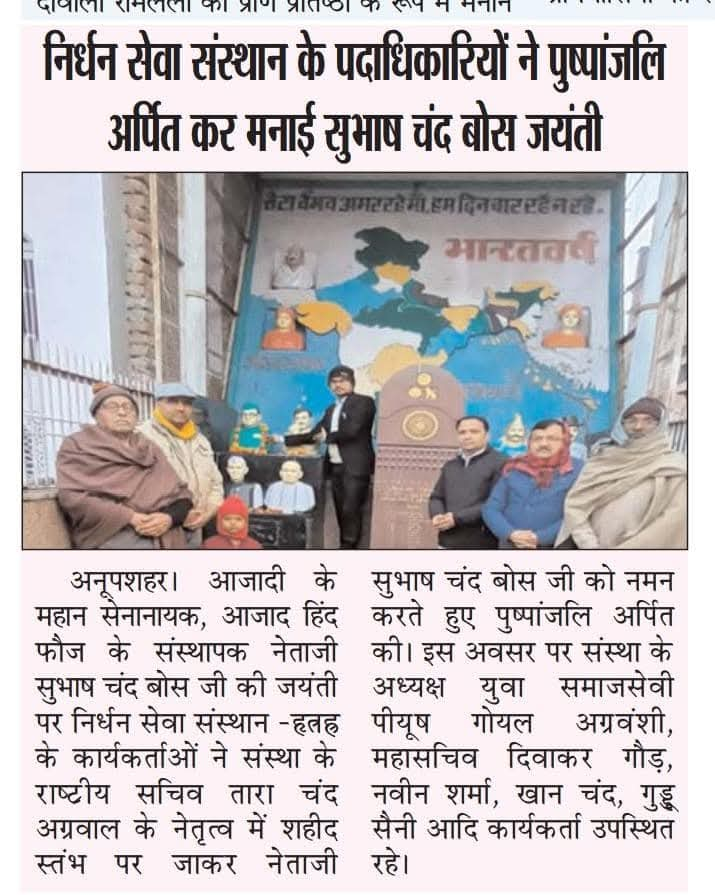 दीवाली रामलला की प्राण प्रतिष्ठा के रूप में मनाने
निर्धन सेवा संस्थान के पदाधिकारियों ने पुष्पांजलि
अर्पित कर मनाई सुभाष चंद बोस जयंती
तेरा वैभव अमर रहे माँ, हम दिन चार रहें न रहें
भारतवर्ष
अनूपशहर। आजादी के
महान सेनानायक, आजाद हिंद
फौज के संस्थापक नेताजी
सुभाष चंद बोस जी की जयंती
पर निर्धन सेवा संस्थान -हृत्रह्र
के कार्यकर्ताओं ने संस्था के
राष्टीय सचिव तारा चंद
अग्रवाल के नेतृत्व में शहीद
स्तंभ पर जाकर नेताजी
सुभाष चंद बोस जी को नमन
करते हुए पुष्पांजलि अर्पित
की। इस अवसर पर संस्था के
अध्यक्ष युवा समाजसेवी
पीयूष गोयल अग्रवंशी,
महासचिव दिवाकर गौड़,
नवीन शर्मा, खान चंद, गुड्डू
सैनी आदि कार्यकर्ता उपस्थित
रहे।